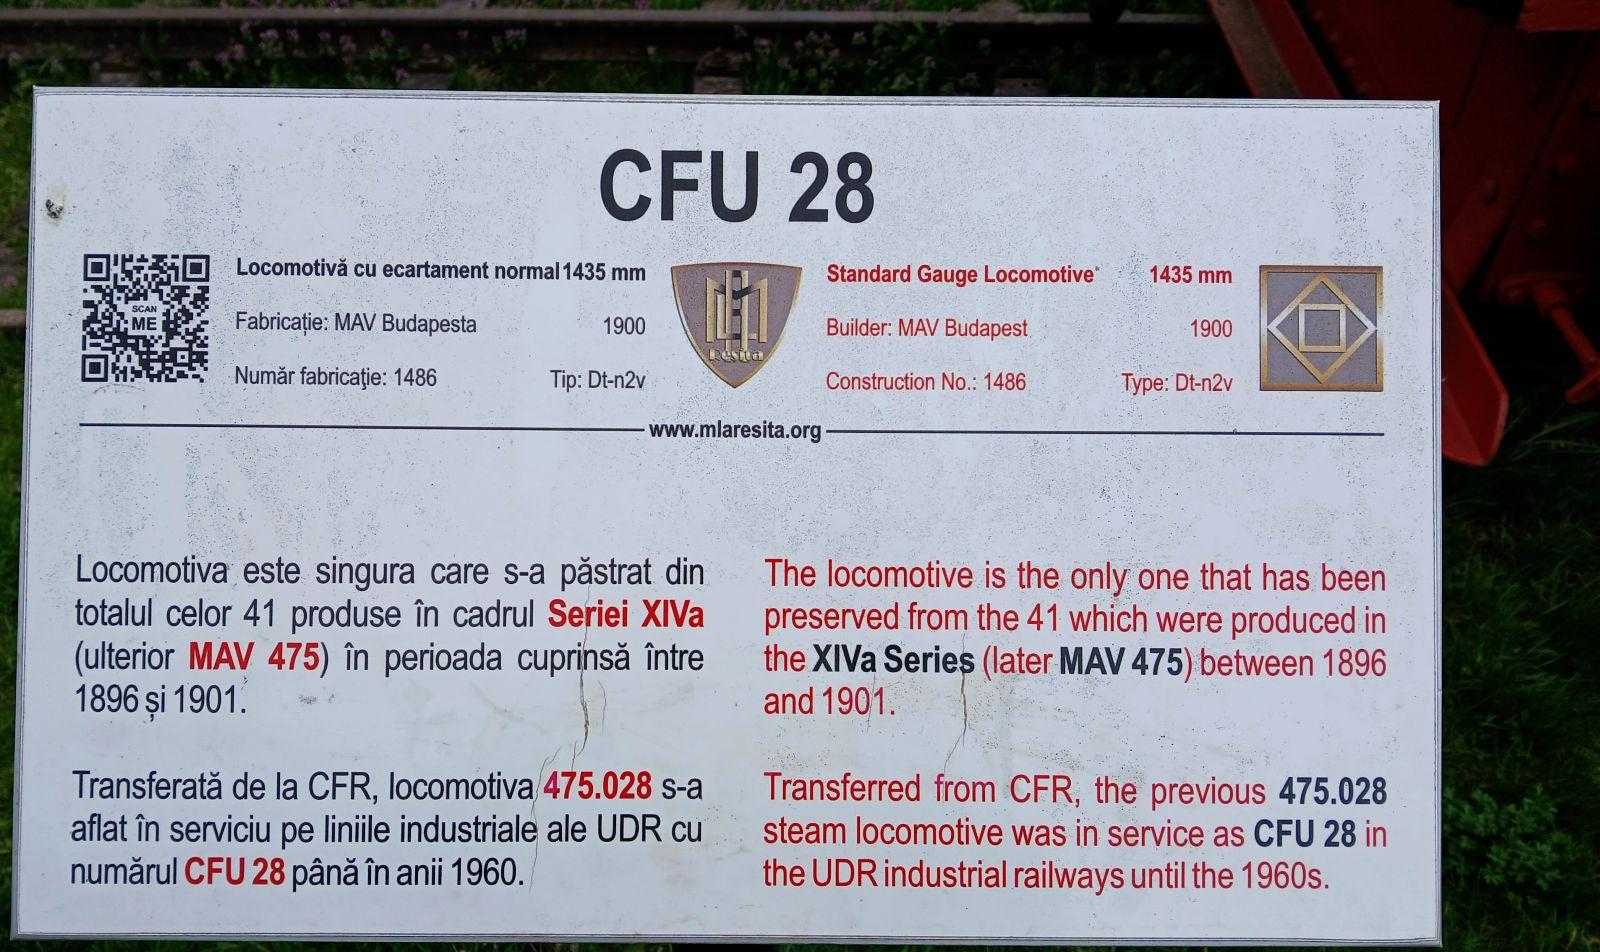 CFU 28
SCAN
ME
Locomotivă cu ecartament normal 1435 mm
Fabricație: MAV Budapesta 1900
Număr fabricaţie: 1486 Tip: Dt-n2v
Reșița
Standard Gauge Locomotive 1435 mm
Builder: MAV Budapest 1900
Construction No.: 1486 Type: Dt-n2v
www.mlaresita.org
Locomotiva este singura care s-a păstrat din
totalul celor 41 produse în cadrul Seriei XIVa
(ulterior MAV 475) în perioada cuprinsă între
1896 și 1901.
Transferată de la CFR, locomotiva 475.028 s-a
aflat în serviciu pe liniile industriale ale UDR cu
numărul CFU 28 până în anii 1960.
The locomotive is the only one that has been
preserved from the 41 which were produced in
the XIVa Series (later MAV 475) between 1896
and 1901.
Transferred from CFR, the previous 475.028
steam locomotive was in service as CFU 28 in
the UDR industrial railways until the 1960s.